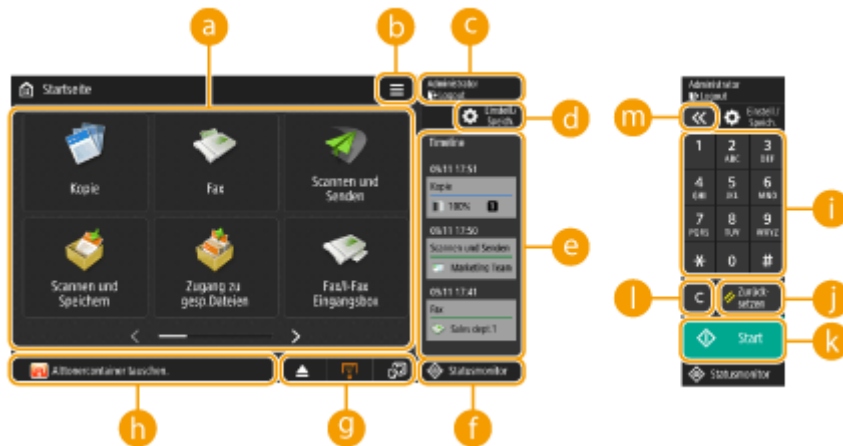 a
b
c
Startseite
Administrator
Logout
Administrator
Logout
Einstell./
Speich.
d
m
Einstell./
Speich.
Kopie
Fax
Scannen und
Senden
Scannen und
Speichern
Zugang zu
gesp.Dateien
Fax/I-Fax
Eingangsbox
Timeline
09/11 17:51
Kopie
100% 1
09/11 17:50
Scannen und Senden
Marketing Team
09/11 17:41
Fax
Sales dept.1
e
1 2 3
ABC DEF
4 5 6
GHI JKL MNO
7 8 9
PQRS TUV WXYZ
* 0 #
i
l
C
Zurück-
setzen
j
Start
k
Alttonercontainer tauschen.
Statusmonitor
Statusmonitor
h
g
f